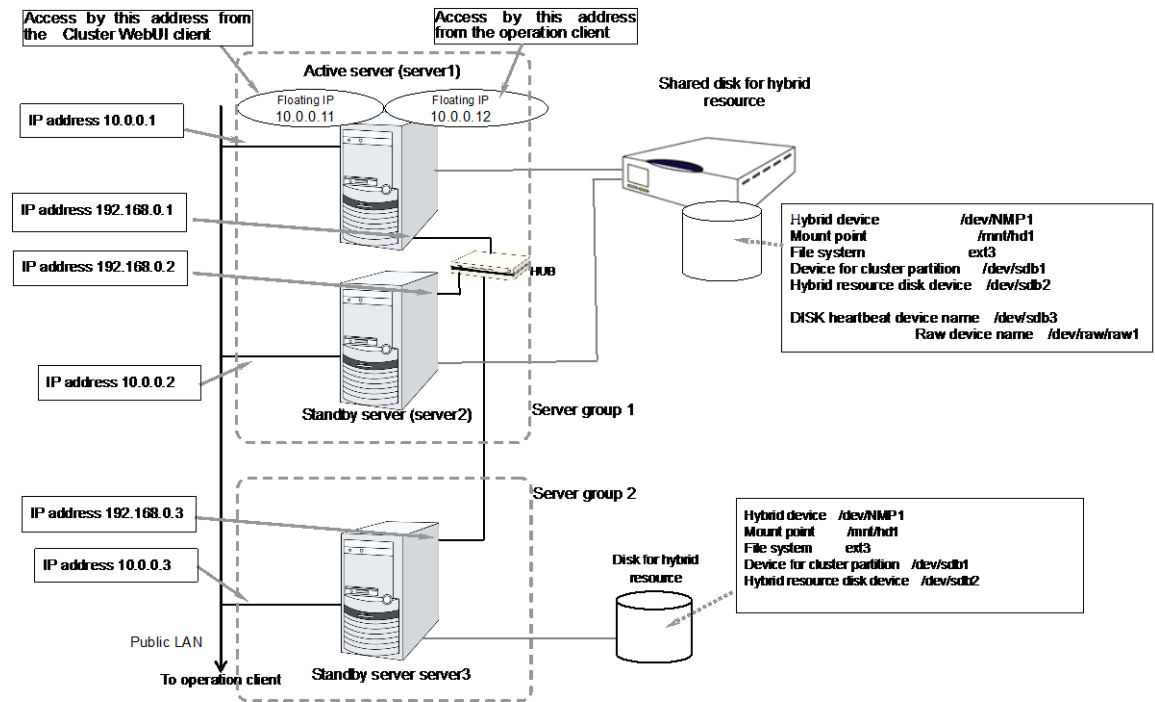 Access by this address from
the Cluster WebUI client
Access by this address
from the operation client
Active server (server1)
Floating IP
10.0.0.11
Floating IP
10.0.0.12
Shared disk for hybrid
resource
IP address 10.0.0.1
IP address 192.168.0.1
IP address 192.168.0.2
HUB
Hybrid device /dev/NMP1
Mount point /mnt/hd1
File system ext3
Device for cluster partition /dev/sdb1
Hybrid resource disk device /dev/sdb2
DISK heartbeat device name /dev/sdb3
Raw device name /dev/raw/raw1
IP address 10.0.0.2
Standby server (server2)
Server group 1
Server group 2
IP address 192.168.0.3
IP address 10.0.0.3
Disk for hybrid
resource
Hybrid device /dev/NMP1
Mount point /mnt/hd1
File system ext3
Device for cluster partition /dev/sdb1
Hybrid resource disk device /dev/sdb2
Public LAN
To operation client
Standby server server3